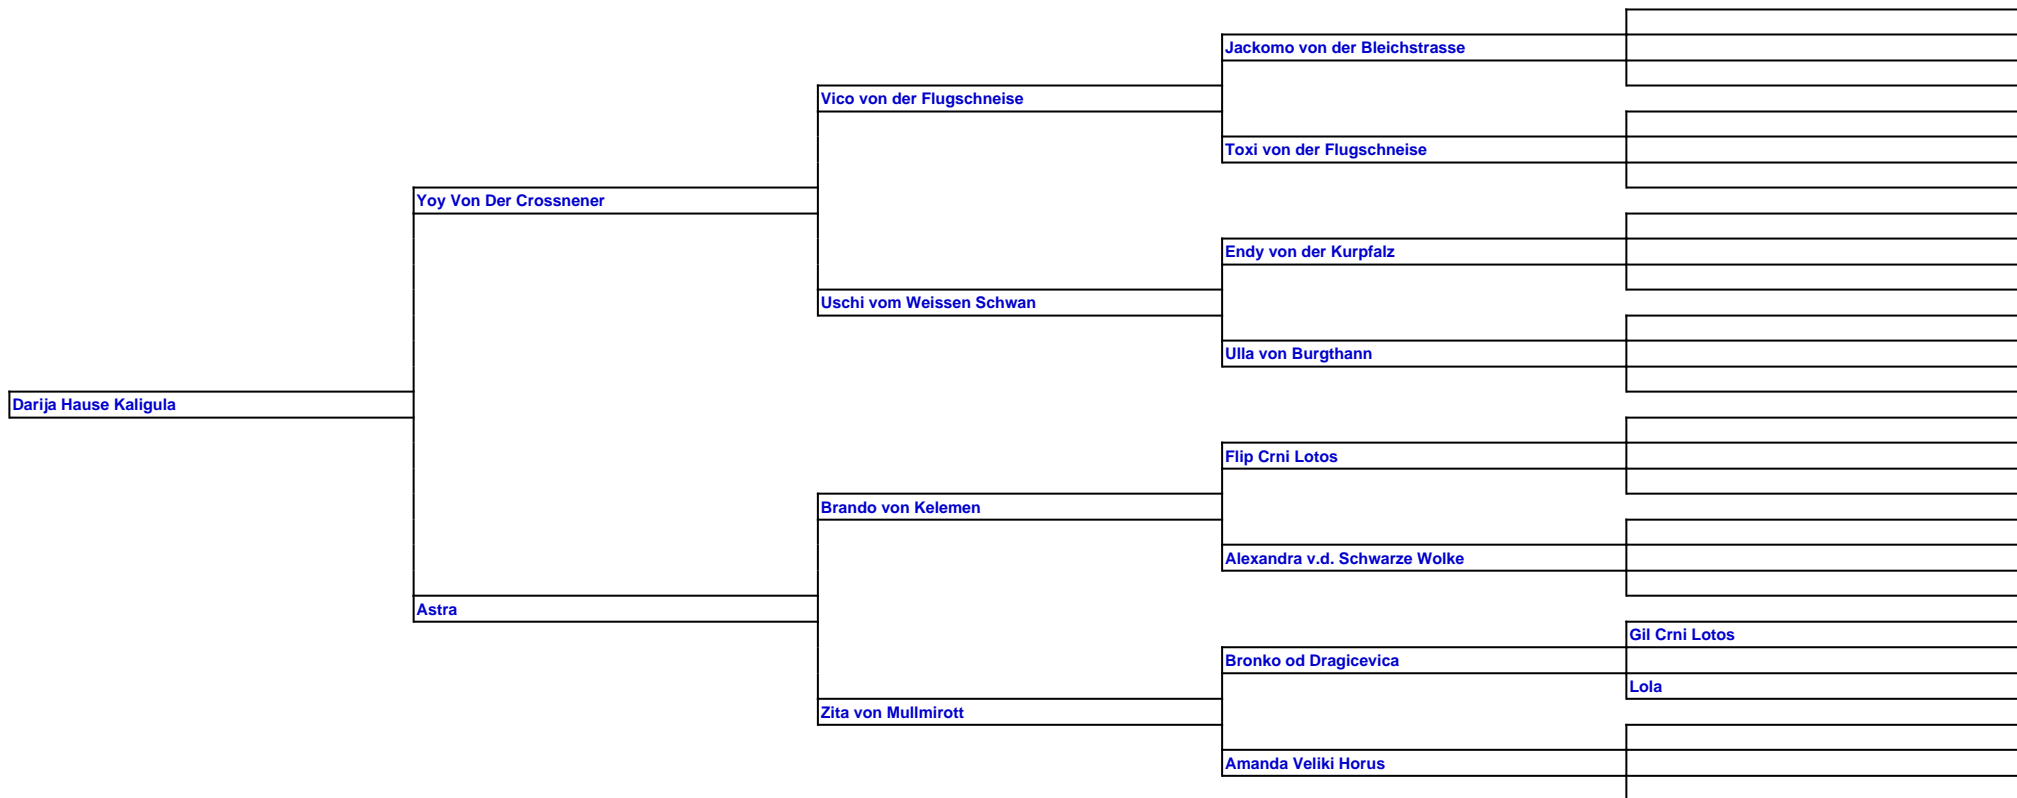 Jackomo von der Bleichstrasse
Vico von der Flugschneise
Toxi von der Flugschneise
Yoy Von Der Crossnener
Endy von der Kurpfalz
Uschi vom Weissen Schwan
Ulla von Burgthann
Darija Hause Kaligula
Flip Crni Lotos
Brando von Kelemen
Alexandra v.d. Schwarze Wolke
Astra
Gil Crni Lotos
Bronko od Dragicevica
Lola
Zita von Mullmirott
Amanda Veliki Horus